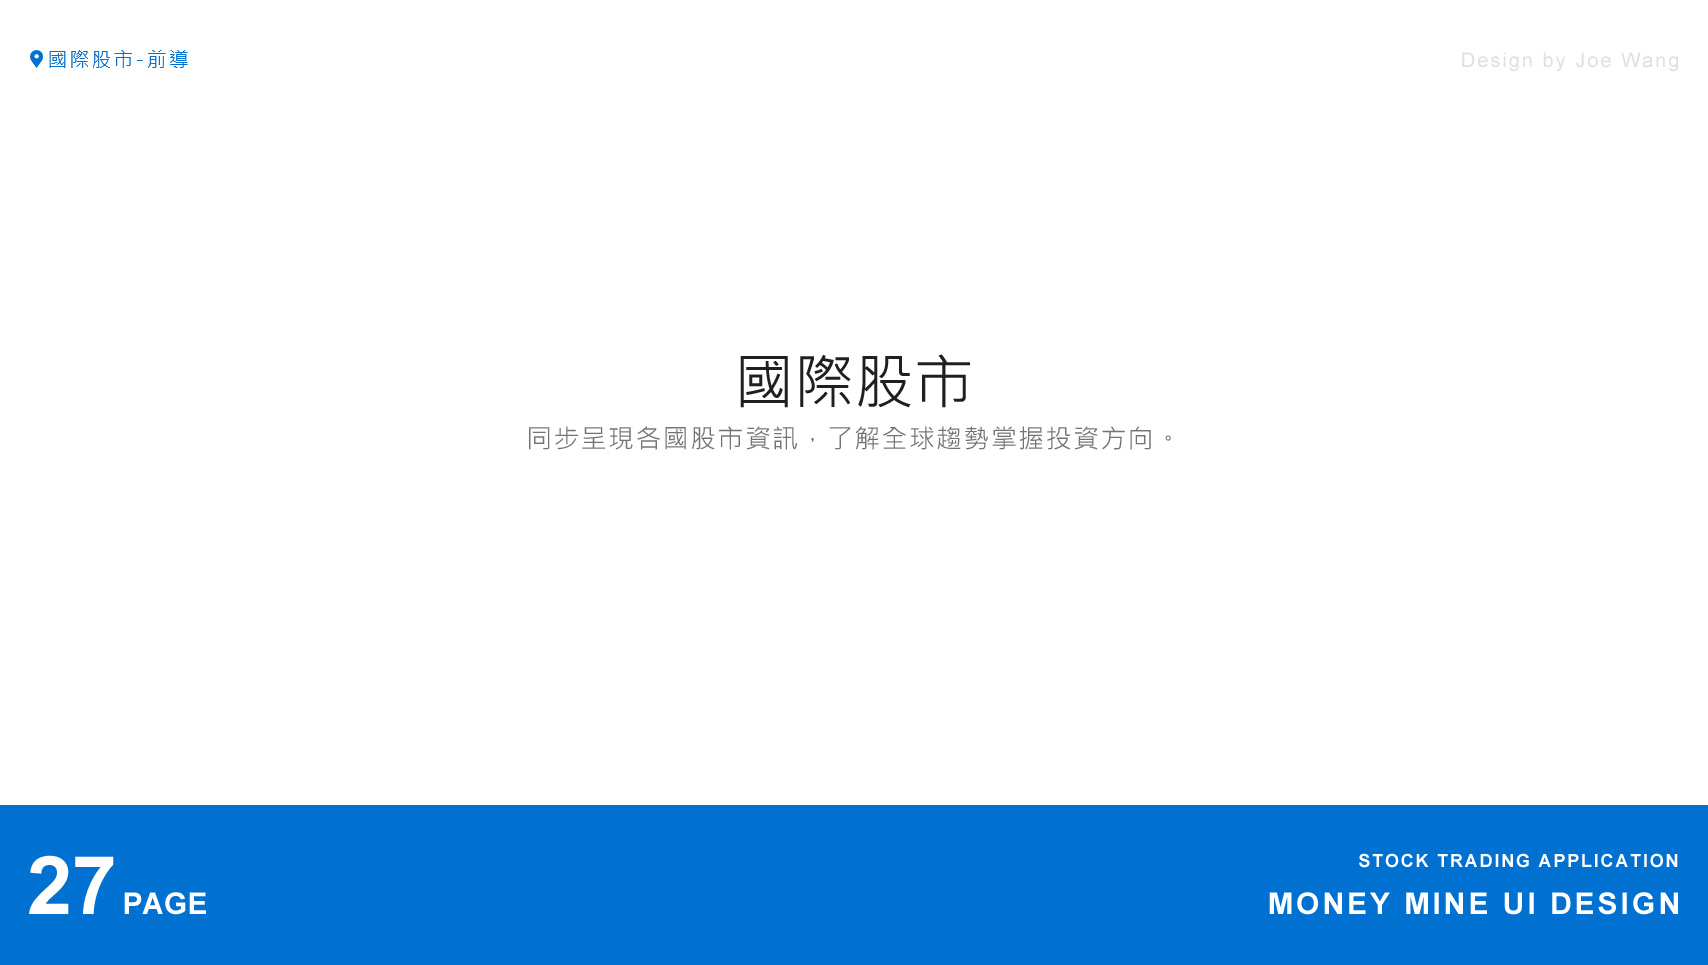 國際股市-前導
Design by Joe Wang
國際股市
同步呈現各國股市資訊，了解全球趨勢掌握投資方向。
27 PAGE
STOCK TRADING APPLICATION
MONEY MINE UI DESIGN